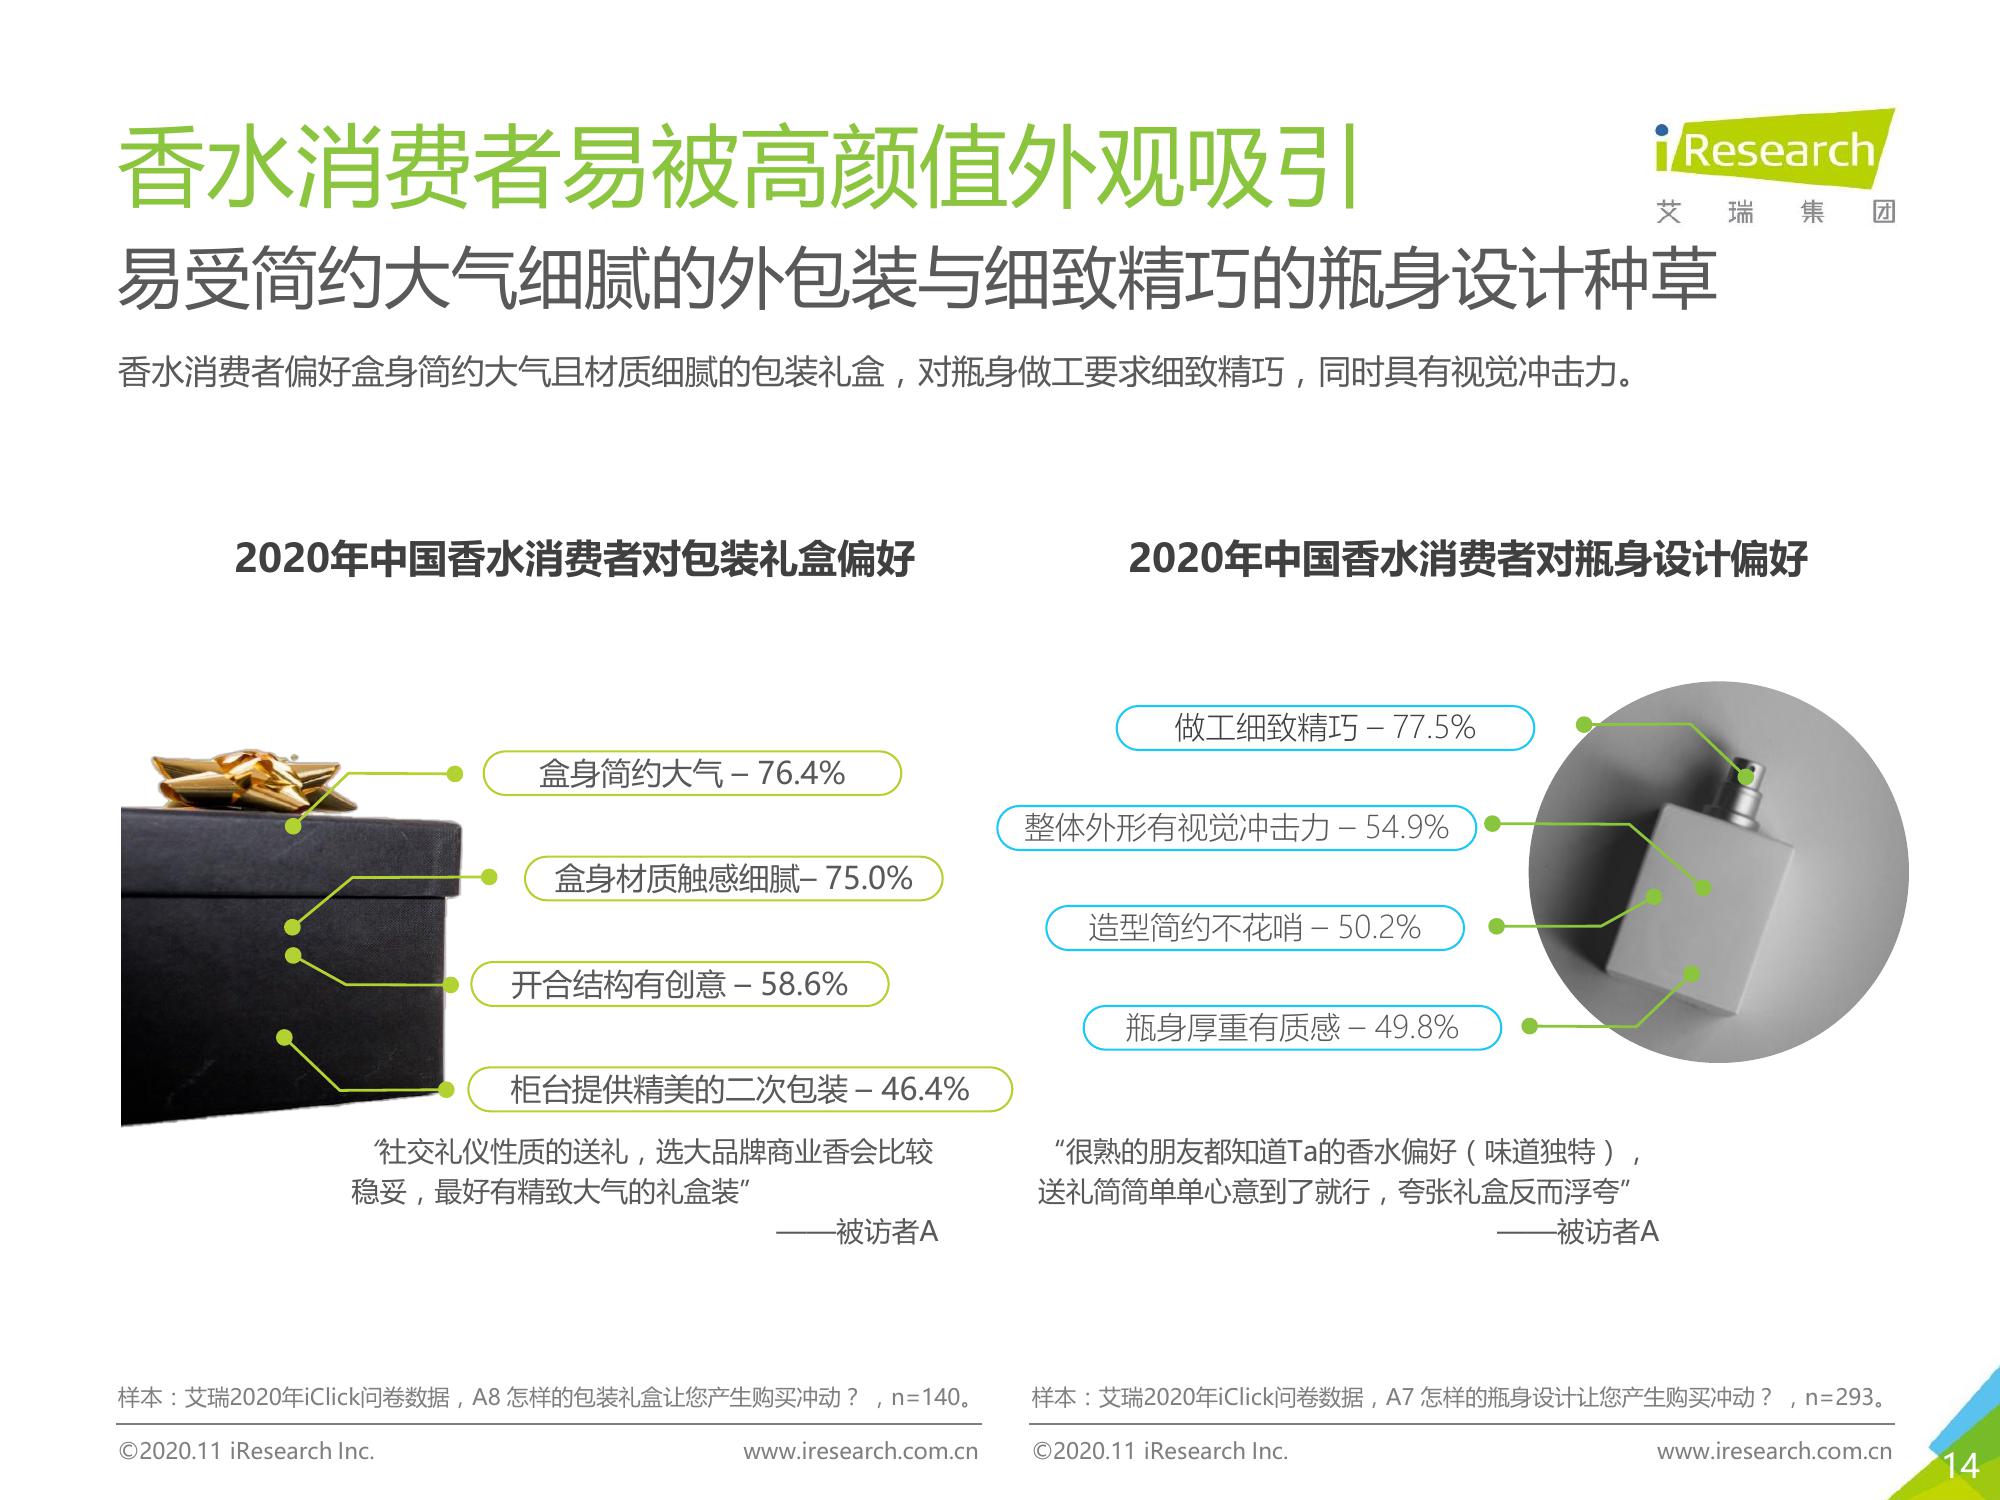 香水消费者易被高颜值外观吸引
iResearch
艾瑞集团
易受简约大气细腻的外包装与细致精巧的瓶身设计种草
香水消费者偏好盒身简约大气且材质细腻的包装礼盒，对瓶身做工要求细致精巧，同时具有视觉冲击力。
2020年中国香水消费者对包装礼盒偏好
盒身简约大气 – 76.4%
盒身材质触感细腻– 75.0%
开合结构有创意 – 58.6%
柜台提供精美的二次包装 – 46.4%
“社交礼仪性质的送礼，选大品牌商业香会比较
稳妥，最好有精致大气的礼盒装”
——被访者A
2020年中国香水消费者对瓶身设计偏好
做工细致精巧 – 77.5%
整体外形有视觉冲击力 – 54.9%
造型简约不花哨 – 50.2%
瓶身厚重有质感 – 49.8%
“很熟的朋友都知道Ta的香水偏好（味道独特），
送礼简简单单心意到了就行，夸张礼盒反而浮夸”
——被访者A
样本：艾瑞2020年iClick问卷数据，A8 怎样的包装礼盒让您产生购买冲动？ ，n=140。
©2020.11 iResearch Inc.
www.iresearch.com.cn
样本：艾瑞2020年iClick问卷数据，A7 怎样的瓶身设计让您产生购买冲动？ ，n=293。
©2020.11 iResearch Inc.
www.iresearch.com.cn
14